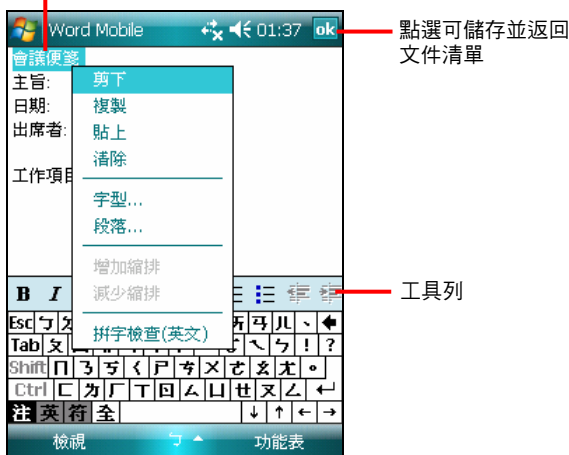 Word Mobile 01:37 ok
點選可儲存並返回
文件清單
會議便箋
主旨:
日期:
出席者:
工作項目
剪下
複製
貼上
清除
字型...
段落...
增加縮排
減少縮排
拼字檢查(英文)
B I
工具列
Esc ㄅ ㄞ ㄢ ㄦ 、
Tab ㄆ ㄟ ㄣ ! ?
Shift ㄇ ㄋ ㄎ ㄑ ㄕ ㄘ ㄨ ㄜ ㄠ ㄤ 。
Ctrl ㄈ ㄌ ㄏ ㄒ ㄖ ㄙ ㄩ ㄝ ㄡ ㄥ ↵
注 英 符 全 ↓ ↑ ← →
檢視 ㄅ 功能表